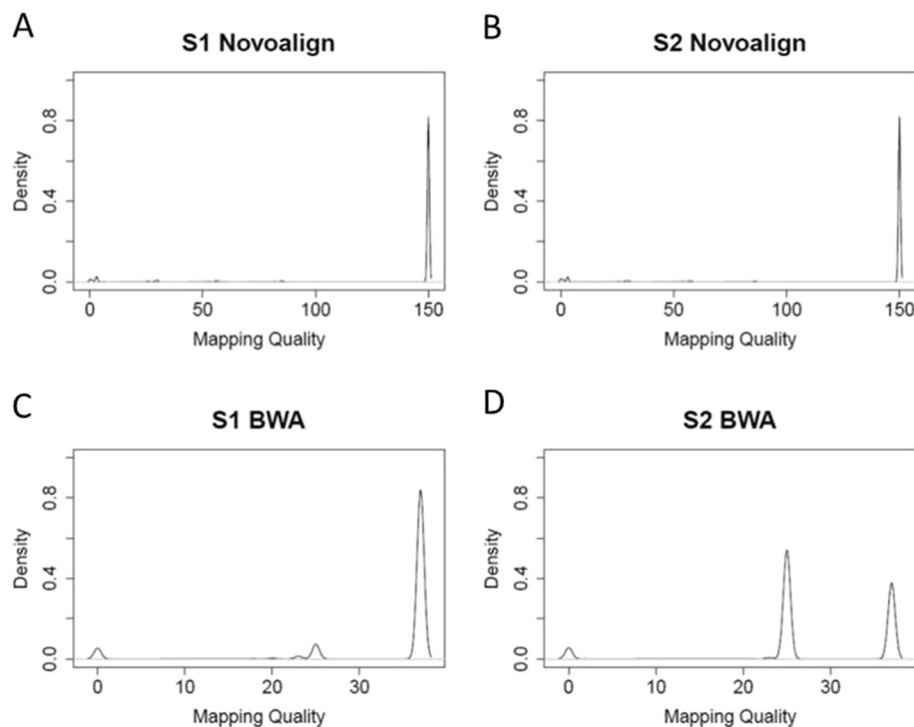 A
S1 Novoalign
Density
0.0 0.4 0.8
0 50 100 150
Mapping Quality
B
S2 Novoalign
Density
0.0 0.4 0.8
0 50 100 150
Mapping Quality
C
S1 BWA
Density
0.0 0.4 0.8
0 10 20 30
Mapping Quality
D
S2 BWA
Density
0.0 0.4 0.8
0 10 20 30
Mapping Quality